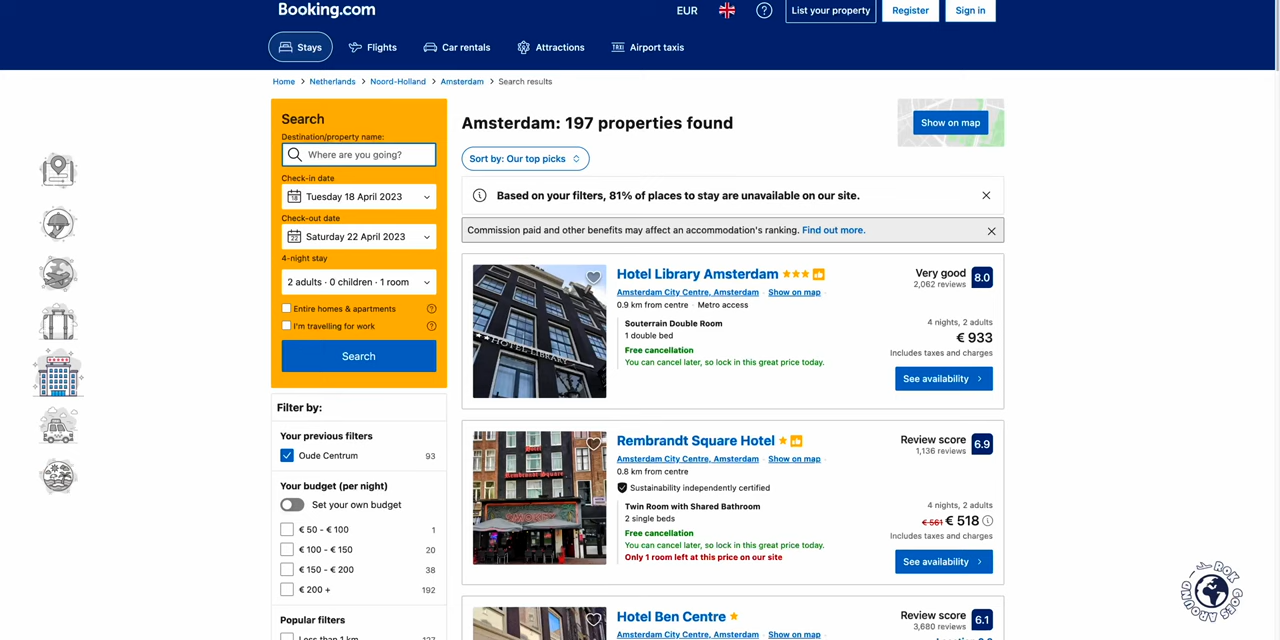 Booking.com
EUR
List your property
Register
Sign in
Stays
Flights
Car rentals
Attractions
TAXI
Airport taxis
Home > Netherlands > Noord-Holland > Amsterdam > Search results
Search
Destination/property name:
Where are you going?
Check-in date
Tuesday 18 April 2023
Check-out date
Saturday 22 April 2023
4-night stay
2 adults · 0 children · 1 room
Entire homes & apartments
I'm travelling for work
Search
Filter by:
Your previous filters
Oude Centrum 93
Your budget (per night)
Set your own budget
€ 50 - € 100 1
€ 100 - € 150 20
€ 150 - € 200 38
€ 200 + 192
Popular filters
Less than 1 km 127
Amsterdam: 197 properties found
Show on map
Sort by: Our top picks
Based on your filters, 81% of places to stay are unavailable on our site.
Commission paid and other benefits may affect an accommodation's ranking. Find out more.
HOTEL LIBRARY
Hotel Library Amsterdam
Amsterdam City Centre, Amsterdam · Show on map
0.9 km from centre · Metro access
Souterrain Double Room
1 double bed
Free cancellation
You can cancel later, so lock in this great price today.
Very good 8.0
2,062 reviews
4 nights, 2 adults
€ 933
Includes taxes and charges
See availability
Hotel
Rembrandt Square
Rembrandt Square Hotel
Amsterdam City Centre, Amsterdam · Show on map
0.8 km from centre
Sustainability independently certified
Twin Room with Shared Bathroom
2 single beds
Free cancellation
You can cancel later, so lock in this great price today.
Only 1 room left at this price on our site
Review score 6.9
1,136 reviews
4 nights, 2 adults
€ 561 € 518
Includes taxes and charges
See availability
Hotel Ben Centre
Amsterdam City Centre, Amsterdam · Show on map
Review score 6.1
3,680 reviews
ROK GOES AROUND